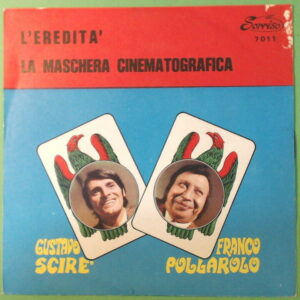 L'EREDITA'
Sorriso
7011
LA MASCHERA CINEMATOGRAFICA
GUSTAVO
SCIRE'
FRANCO
POLLAROLO